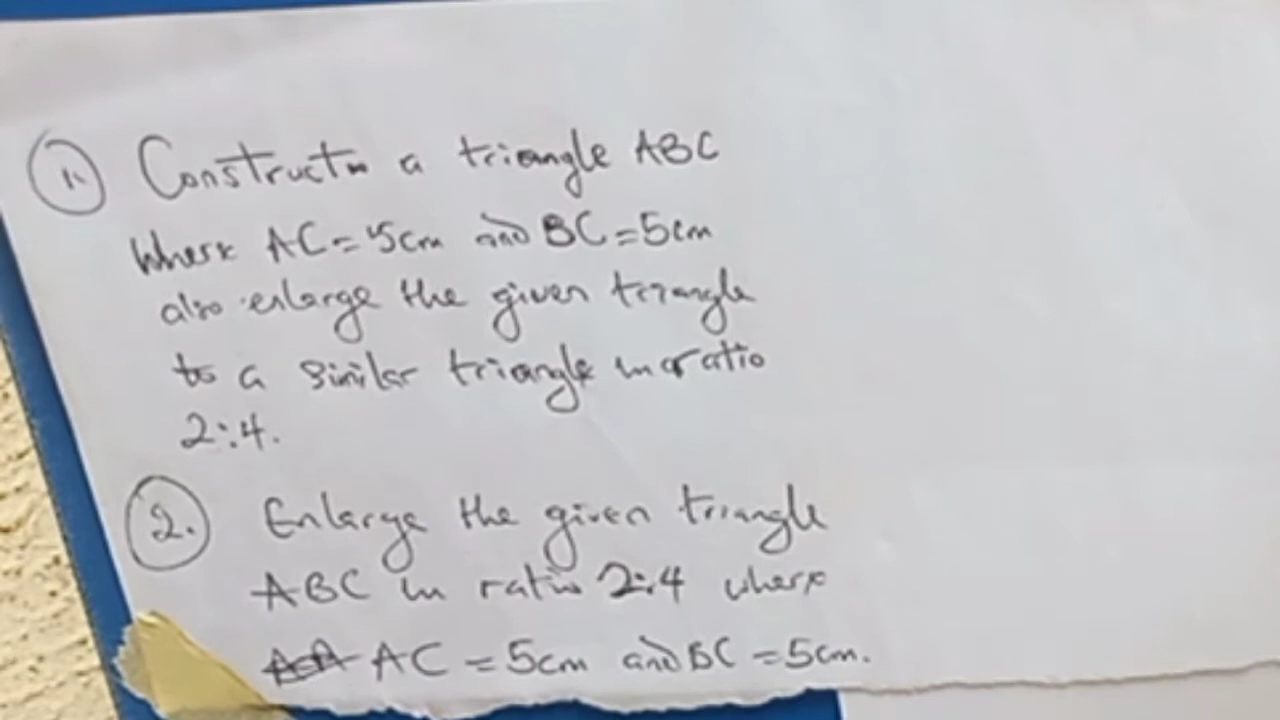 1. Construct a triangle ABC
where AC = 5cm and BC = 5cm
also enlarge the given triangle
to a similar triangle in a ratio
2:4.
2. Enlarge the given triangle
ABC in ratio 2:4 where
AC = 5cm and BC = 5cm.